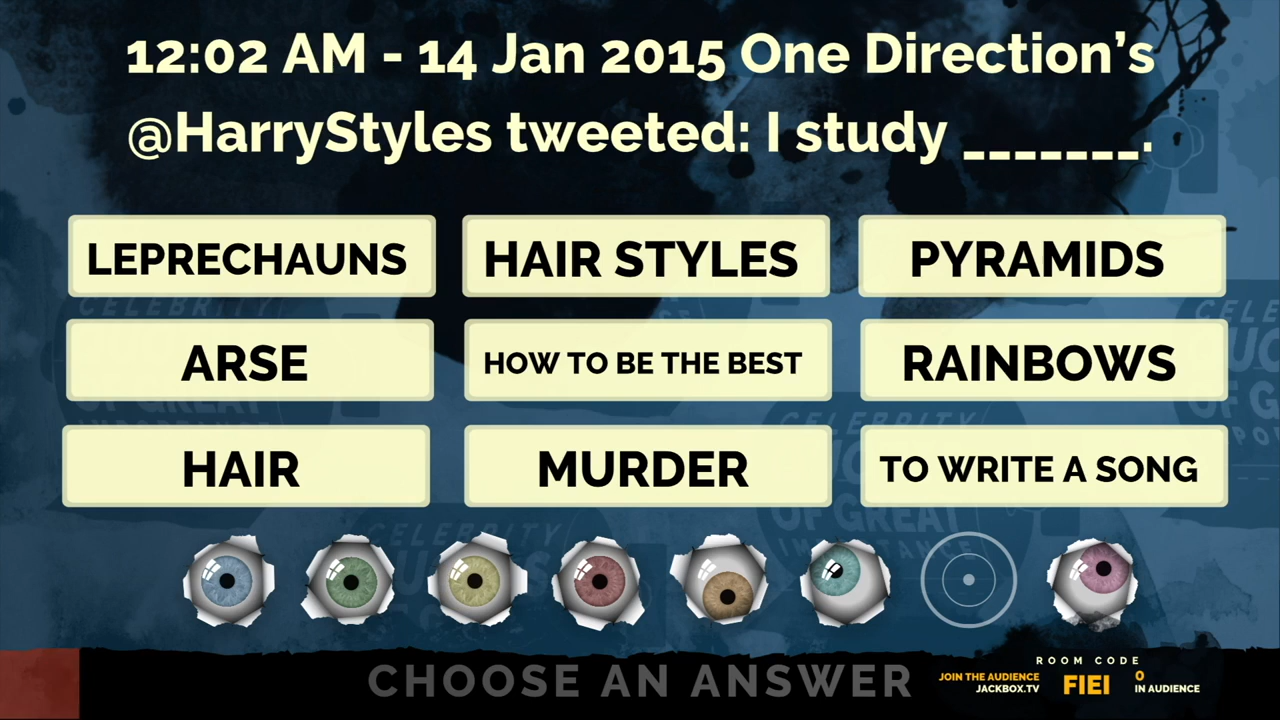 12:02 AM - 14 Jan 2015 One Direction’s
@HarryStyles tweeted: I study _______.
LEPRECHAUNS
HAIR STYLES
PYRAMIDS
ARSE
HOW TO BE THE BEST
RAINBOWS
HAIR
MURDER
TO WRITE A SONG
CHOOSE AN ANSWER
ROOM CODE
JOIN THE AUDIENCE
JACKBOX.TV
FIEI
0
IN AUDIENCE